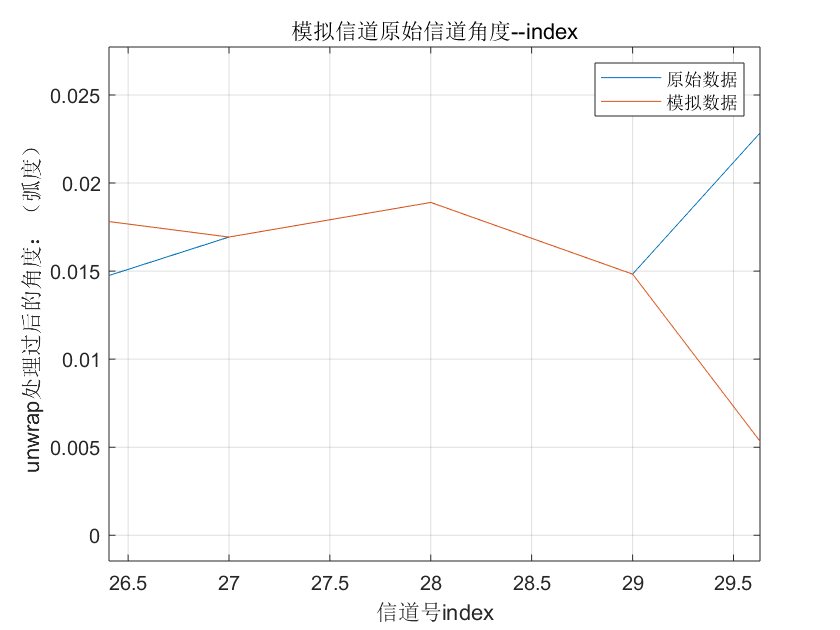 模拟信道原始信道角度--index
原始数据
模拟数据
unwrap处理过后的角度：（弧度）
0.025
0.02
0.015
0.01
0.005
0
26.5 27 27.5 28 28.5 29 29.5
信道号index